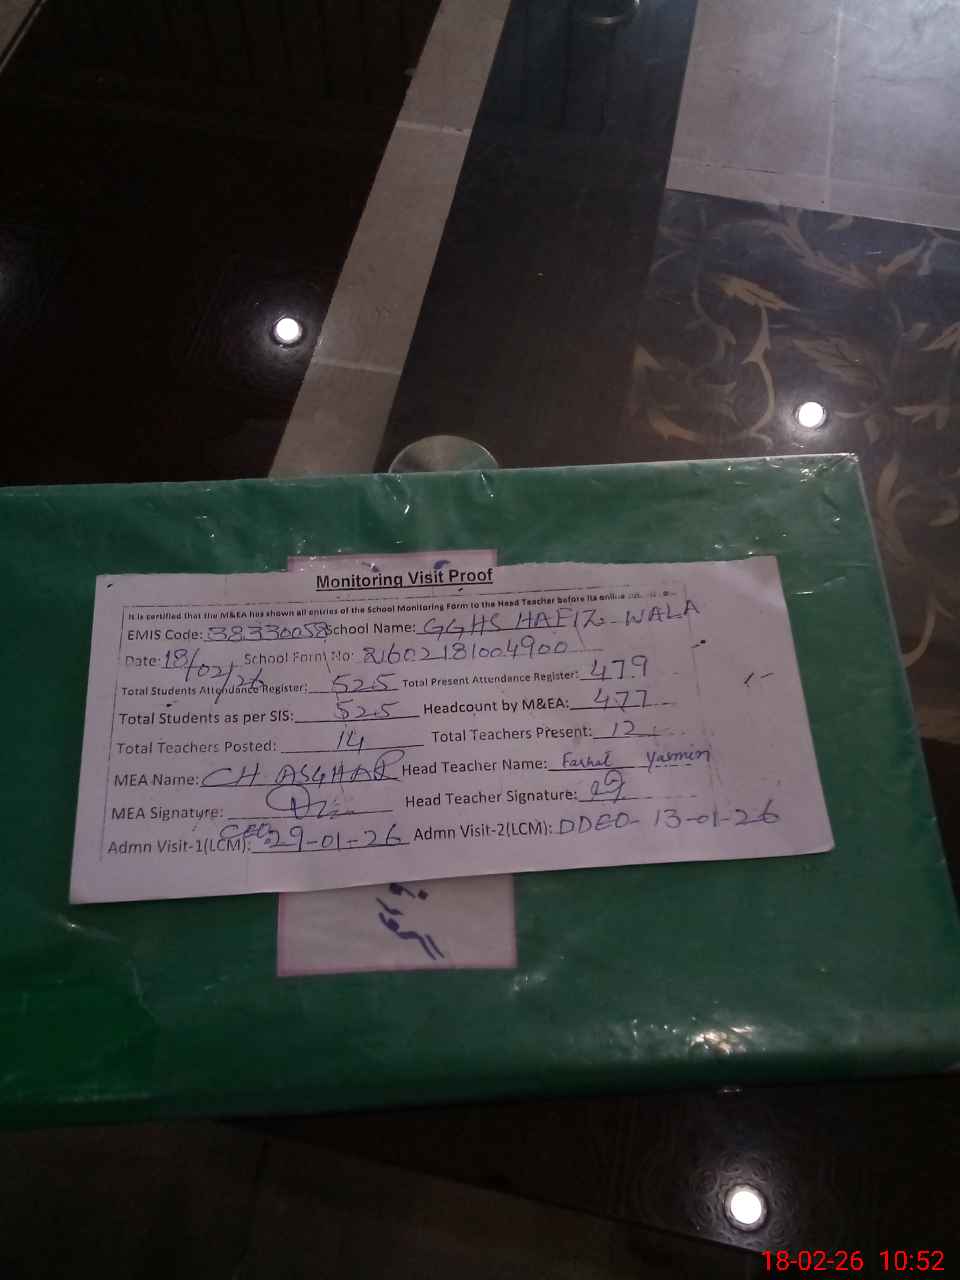 Monitoring Visit Proof
It is certified that the M&EA has shown all entries of the School Monitoring Form to the Head Teacher before its online
EMIS Code: 38330058 School Name: GGHS HAFIZ WALA
Date: 18/02/26 School Form No: 21602181004900
Total Students Attendance Register: 525 Total Present Attendance Register: 479
Total Students as per SIS: 525 Headcount by M&EA: 477
Total Teachers Posted: 14 Total Teachers Present: 12
MEA Name: CH ASGHAR Head Teacher Name: Farhat Yasmin
MEA Signature: Head Teacher Signature:
Admn Visit-1(LCM): CEO 29-01-26 Admn Visit-2(LCM): DDEO- 13-01-26
18-02-26 10:52